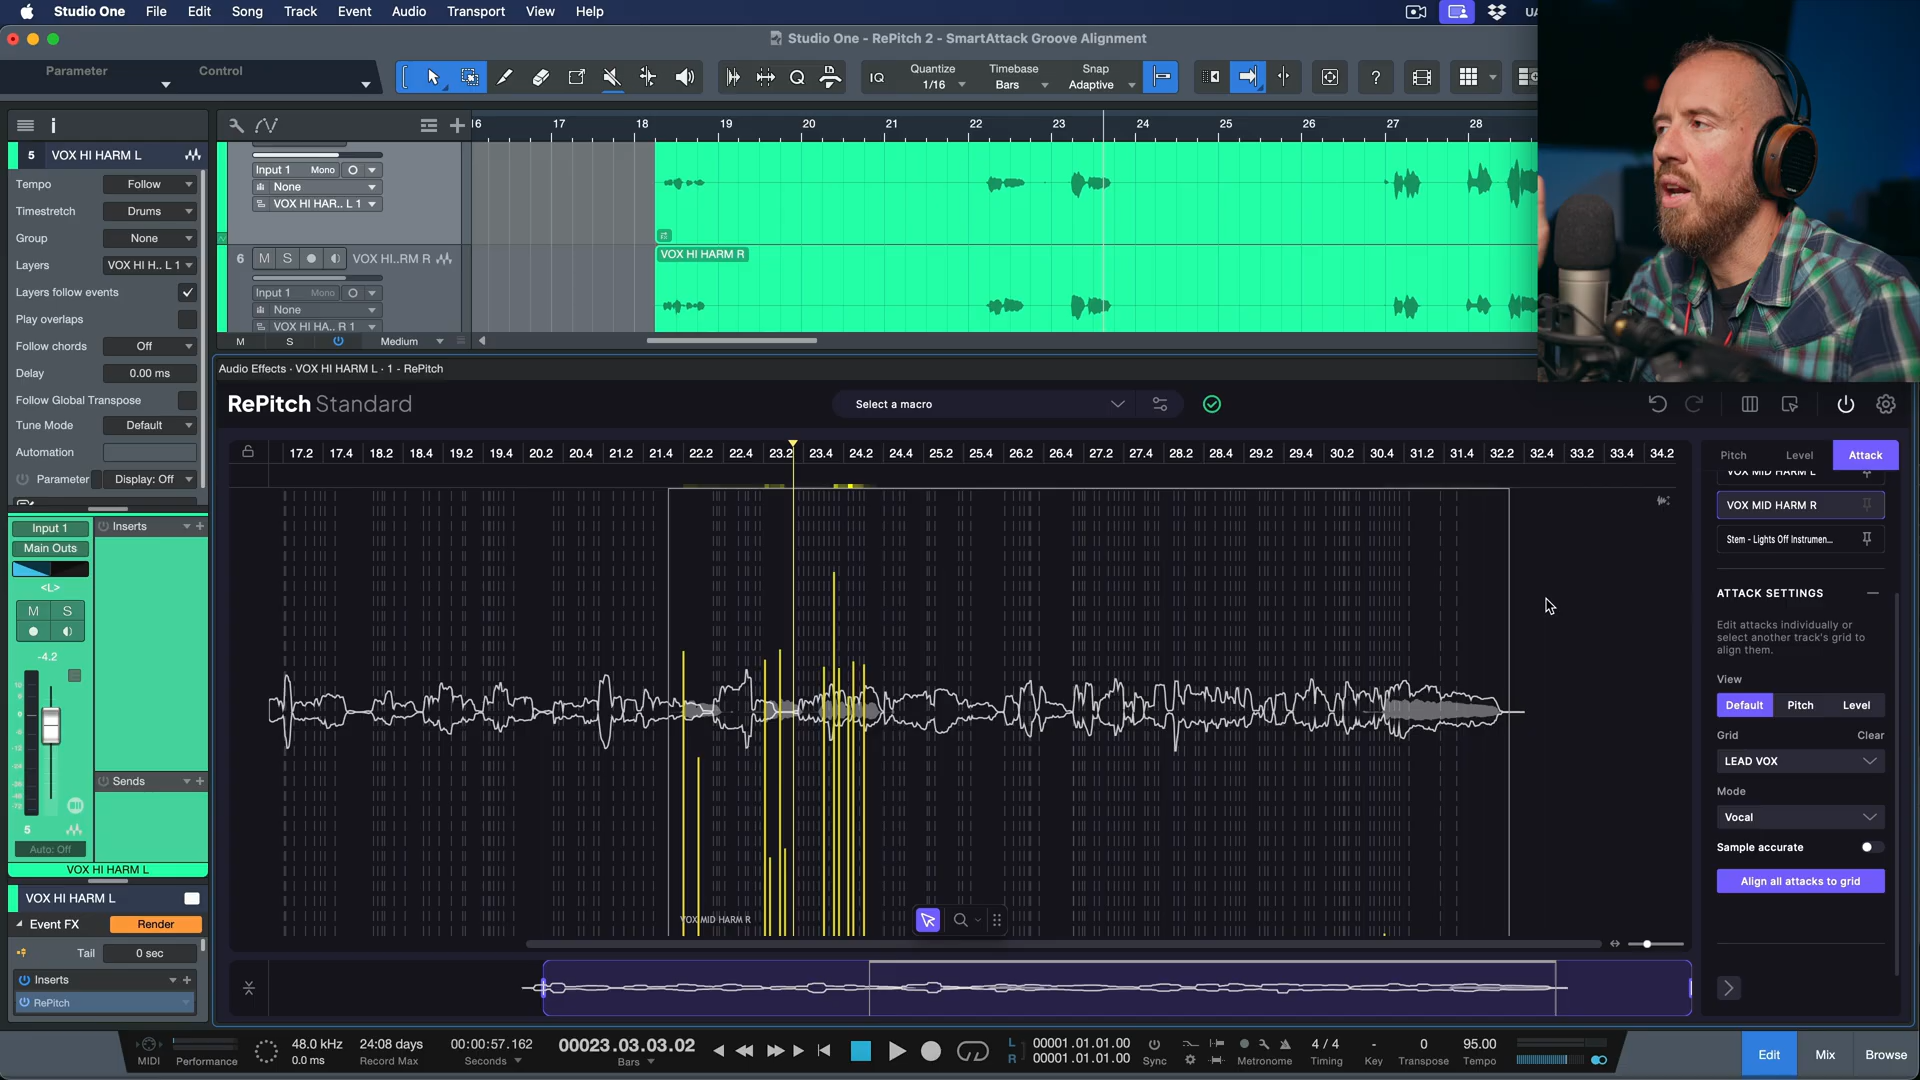 Studio One File Edit Song Track Event Audio Transport View Help
Studio One - RePitch 2 - SmartAttack Groove Alignment
Parameter
Control
IQ
Quantize
1/16
Timebase
Bars
Snap
Adaptive
5 VOX HI HARM L
Tempo Follow
Timestretch Drums
Group None
Layers VOX HI H.. L 1
Layers follow events
Play overlaps
Follow chords Off
Delay 0.00 ms
Follow Global Transpose
Tune Mode Default
Automation
Parameter Display: Off
16 17 18 19 20 21 22 23 24 25 26 27 28
Input 1 Mono
None
VOX HI HAR.. L 1
6 M S VOX HI..RM R
Input 1 Mono
None
VOX HI HA.. R 1
M S Medium
VOX HI HARM R
Audio Effects · VOX HI HARM L · 1 - RePitch
RePitch Standard
Select a macro
17.2 17.4 18.2 18.4 19.2 19.4 20.2 20.4 21.2 21.4 22.2 22.4 23.2 23.4 24.2 24.4 25.2 25.4 26.2 26.4 27.2 27.4 28.2 28.4 29.2 29.4 30.2 30.4 31.2 31.4 32.2 32.4 33.2 33.4 34.2
VOX MID HARM R
Pitch Level Attack
VOX MID HARM L
VOX MID HARM R
Stem - Lights Off Instrumen...
ATTACK SETTINGS
Edit attacks individually or
select another track's grid to
align them.
View
Default Pitch Level
Grid Clear
LEAD VOX
Mode
Vocal
Sample accurate
Align all attacks to grid
Input 1
Main Outs
<L>
M S
-4.2
5
Auto: Off
VOX HI HARM L
Inserts
Sends
VOX HI HARM L
Event FX Render
Tail 0 sec
Inserts
RePitch
MIDI
Performance
48.0 kHz
0.0 ms
24:08 days
Record Max
00:00:57.162
Seconds
00023.03.03.02
Bars
L 00001.01.01.00
R 00001.01.01.00
Sync
Metronome
4 / 4
Timing
-
Key
0
Transpose
95.00
Tempo
Edit Mix Browse